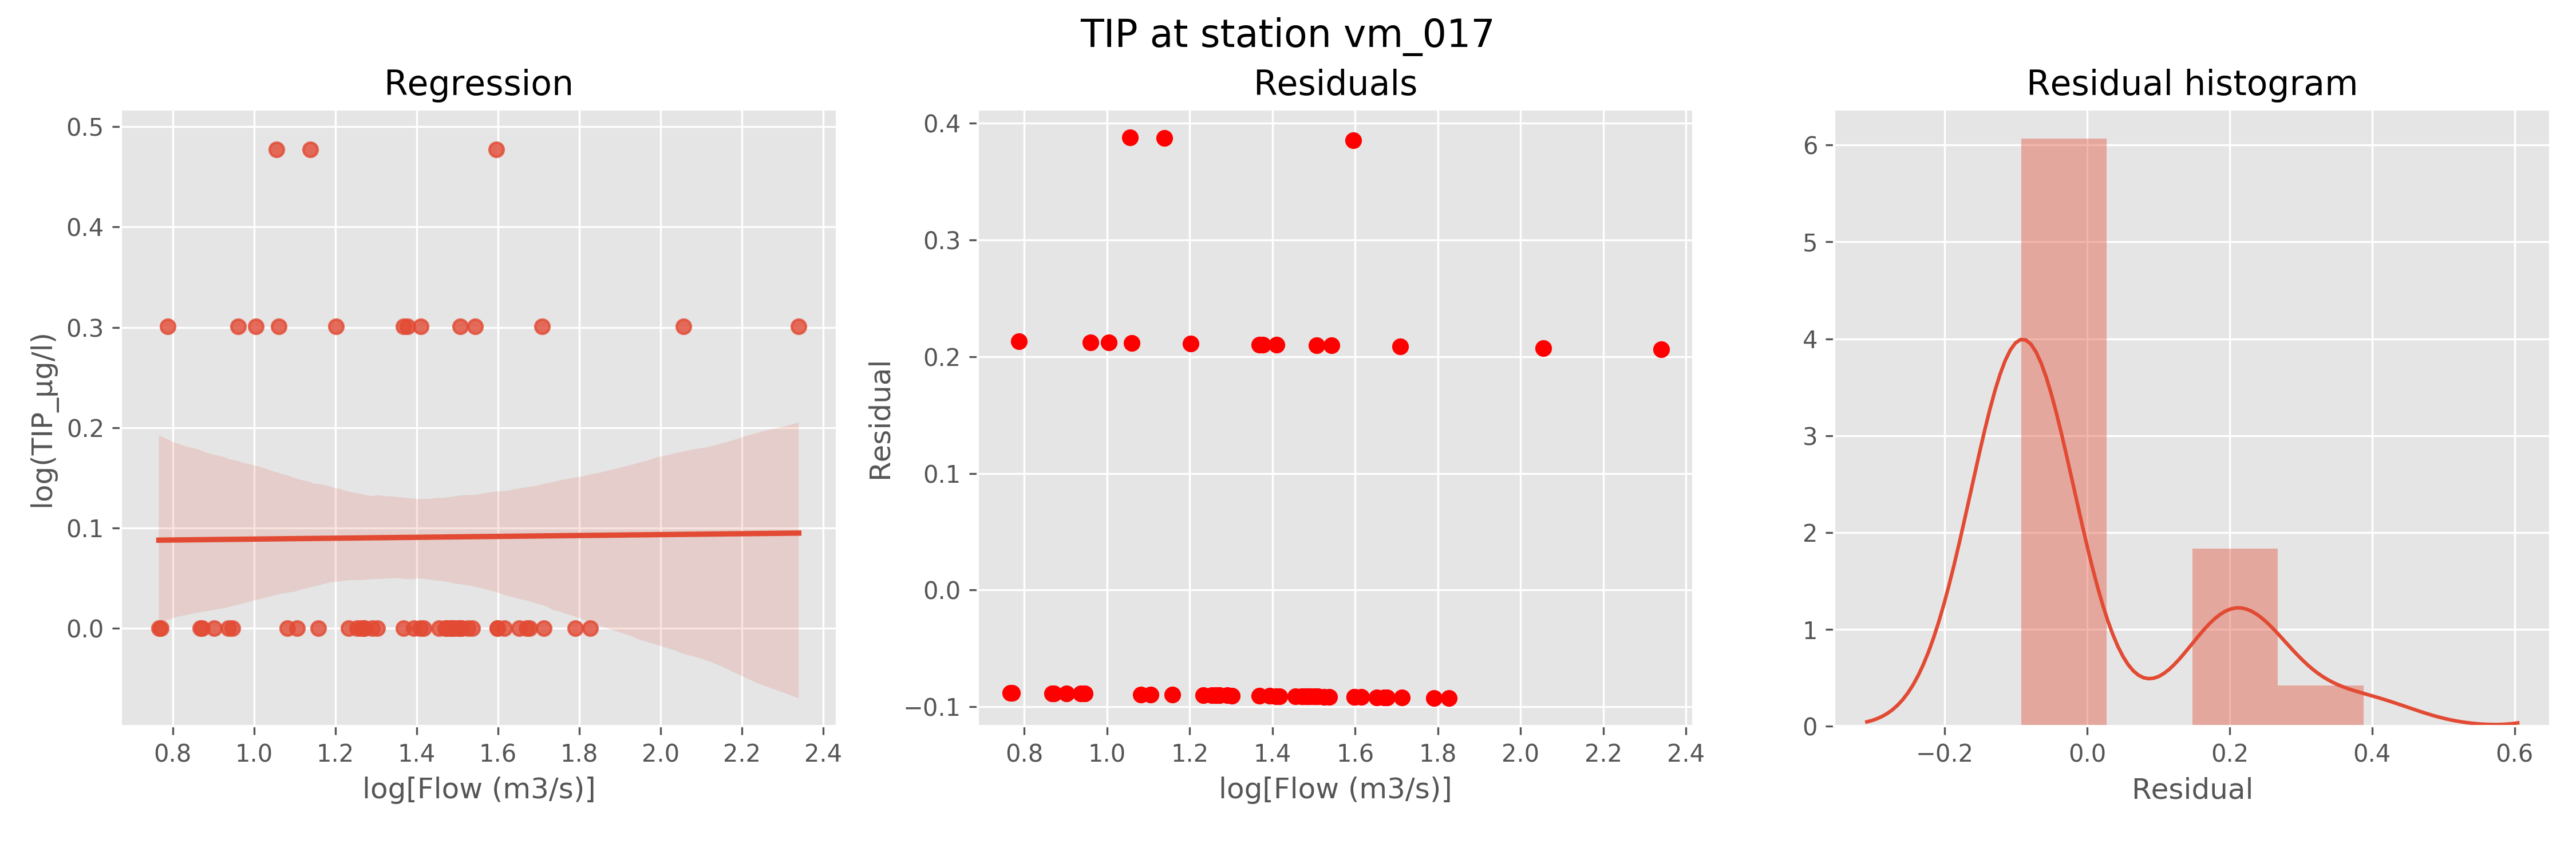 TIP at station vm_017
Regression
0.5
0.4
0.3
0.2
0.1
0.0
log(TIP_µg/l)
0.8 1.0 1.2 1.4 1.6 1.8 2.0 2.2 2.4
log[Flow (m3/s)]
Residuals
0.4
0.3
0.2
0.1
0.0
−0.1
Residual
0.8 1.0 1.2 1.4 1.6 1.8 2.0 2.2 2.4
log[Flow (m3/s)]
Residual histogram
6
5
4
3
2
1
0
−0.2 0.0 0.2 0.4 0.6
Residual